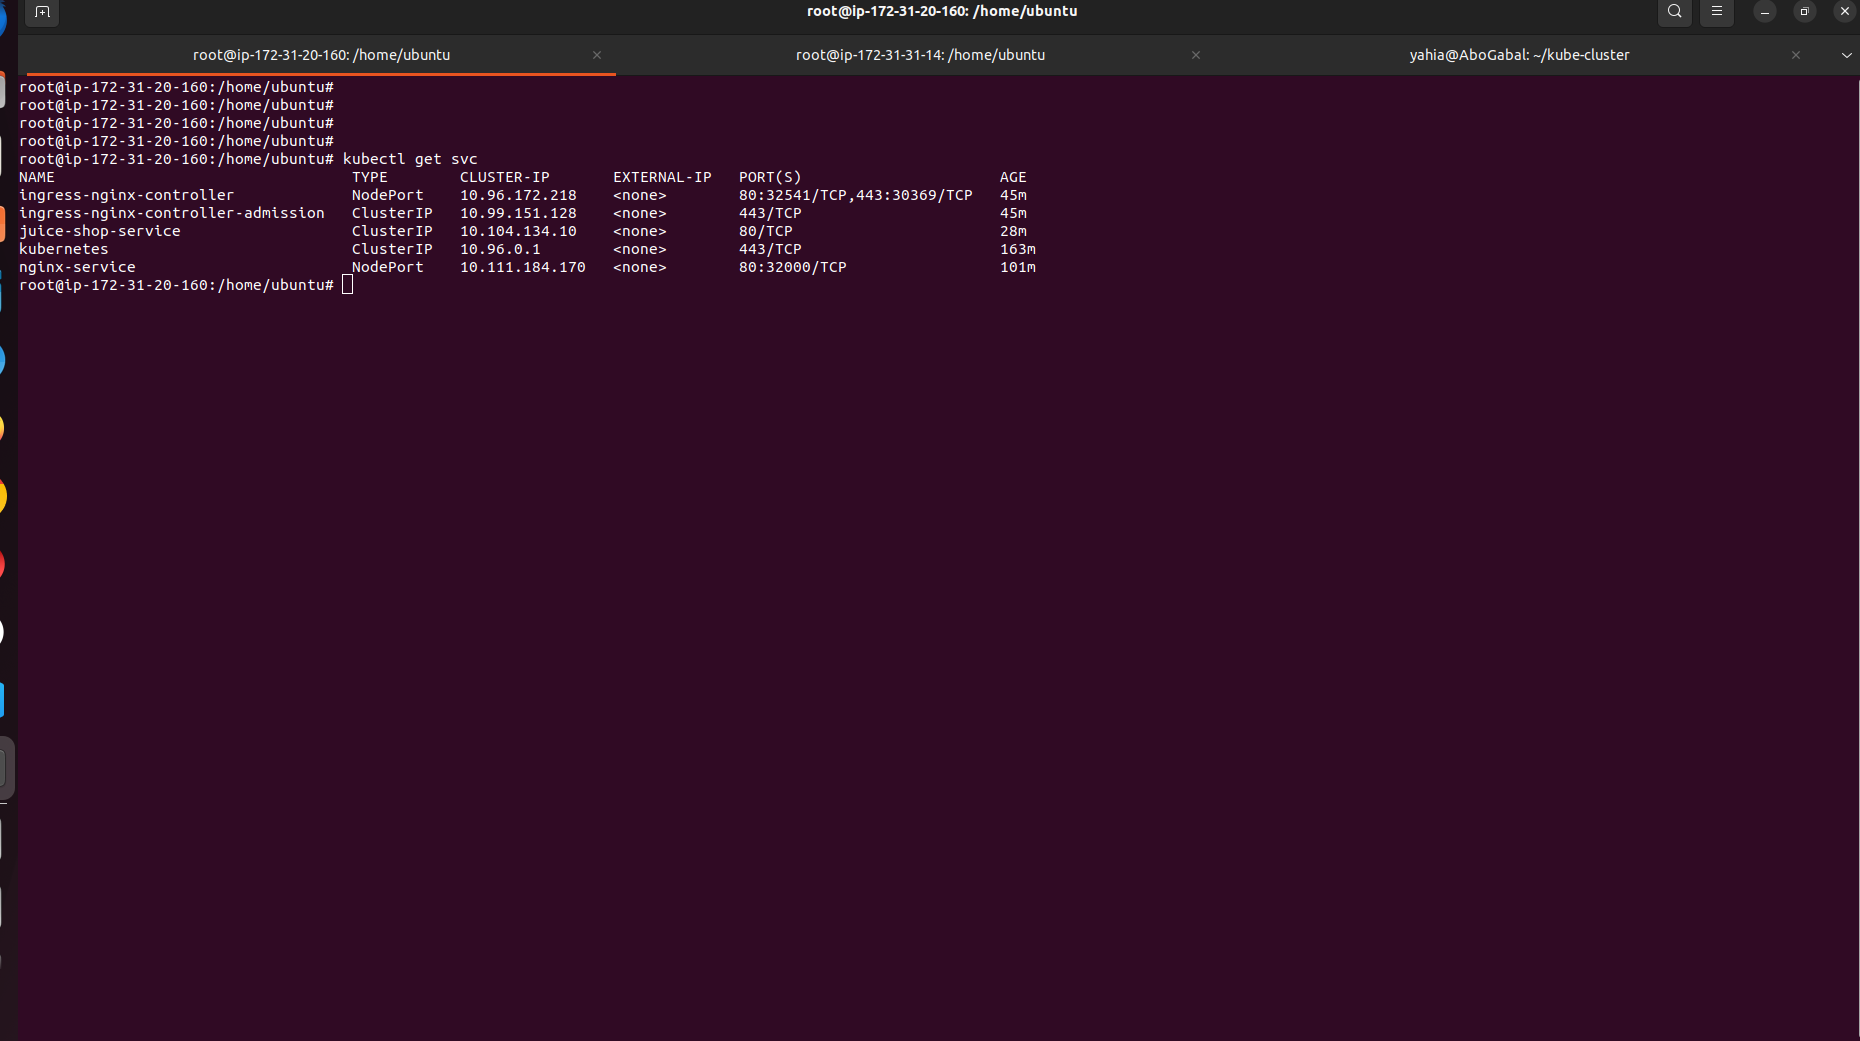 root@ip-172-31-20-160: /home/ubuntu
root@ip-172-31-20-160: /home/ubuntu
root@ip-172-31-31-14: /home/ubuntu
yahia@AboGabal: ~/kube-cluster
root@ip-172-31-20-160:/home/ubuntu#
root@ip-172-31-20-160:/home/ubuntu#
root@ip-172-31-20-160:/home/ubuntu#
root@ip-172-31-20-160:/home/ubuntu#
root@ip-172-31-20-160:/home/ubuntu# kubectl get svc
NAME TYPE CLUSTER-IP EXTERNAL-IP PORT(S) AGE
ingress-nginx-controller NodePort 10.96.172.218 <none> 80:32541/TCP,443:30369/TCP 45m
ingress-nginx-controller-admission ClusterIP 10.99.151.128 <none> 443/TCP 45m
juice-shop-service ClusterIP 10.104.134.10 <none> 80/TCP 28m
kubernetes ClusterIP 10.96.0.1 <none> 443/TCP 163m
nginx-service NodePort 10.111.184.170 <none> 80:32000/TCP 101m
root@ip-172-31-20-160:/home/ubuntu#